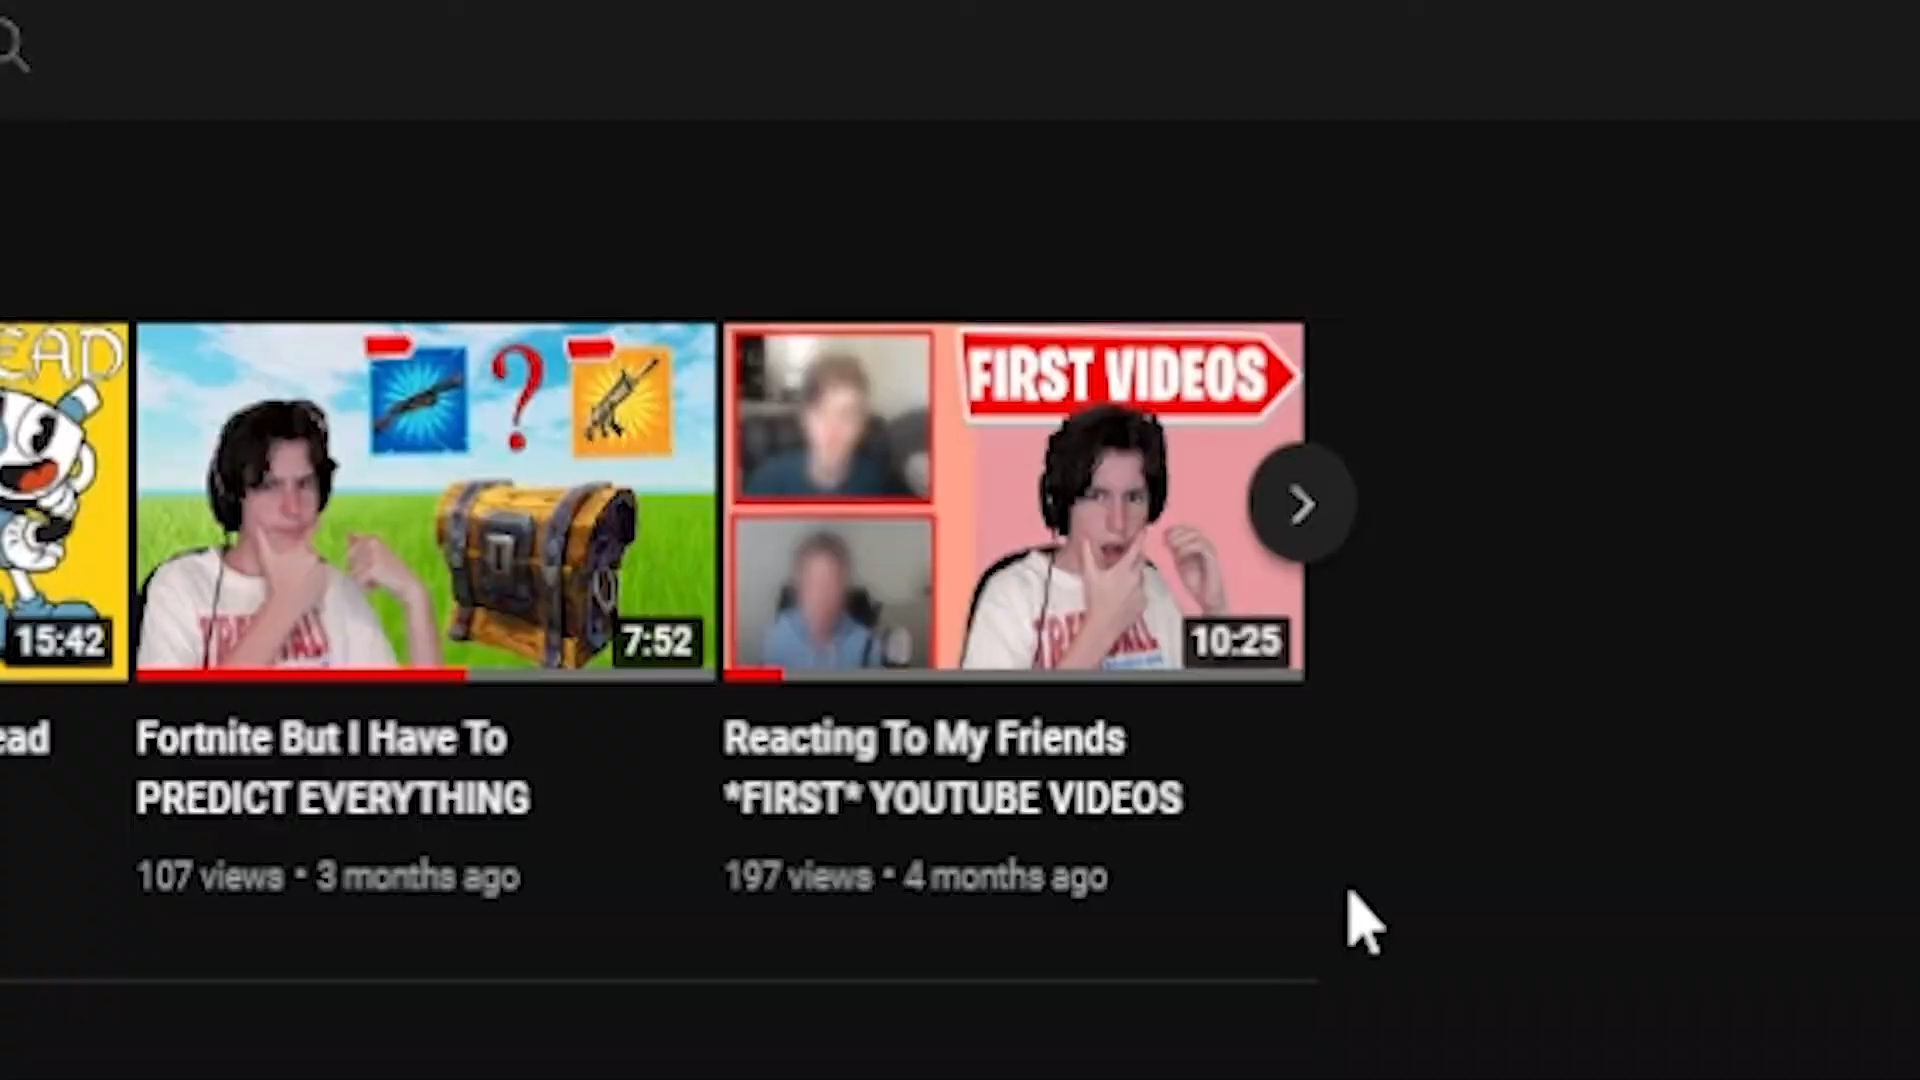 EAD
FIRST VIDEOS
15:42
7:52
10:25
ead
Fortnite But I Have To
PREDICT EVERYTHING
107 views • 3 months ago
Reacting To My Friends
*FIRST* YOUTUBE VIDEOS
197 views • 4 months ago